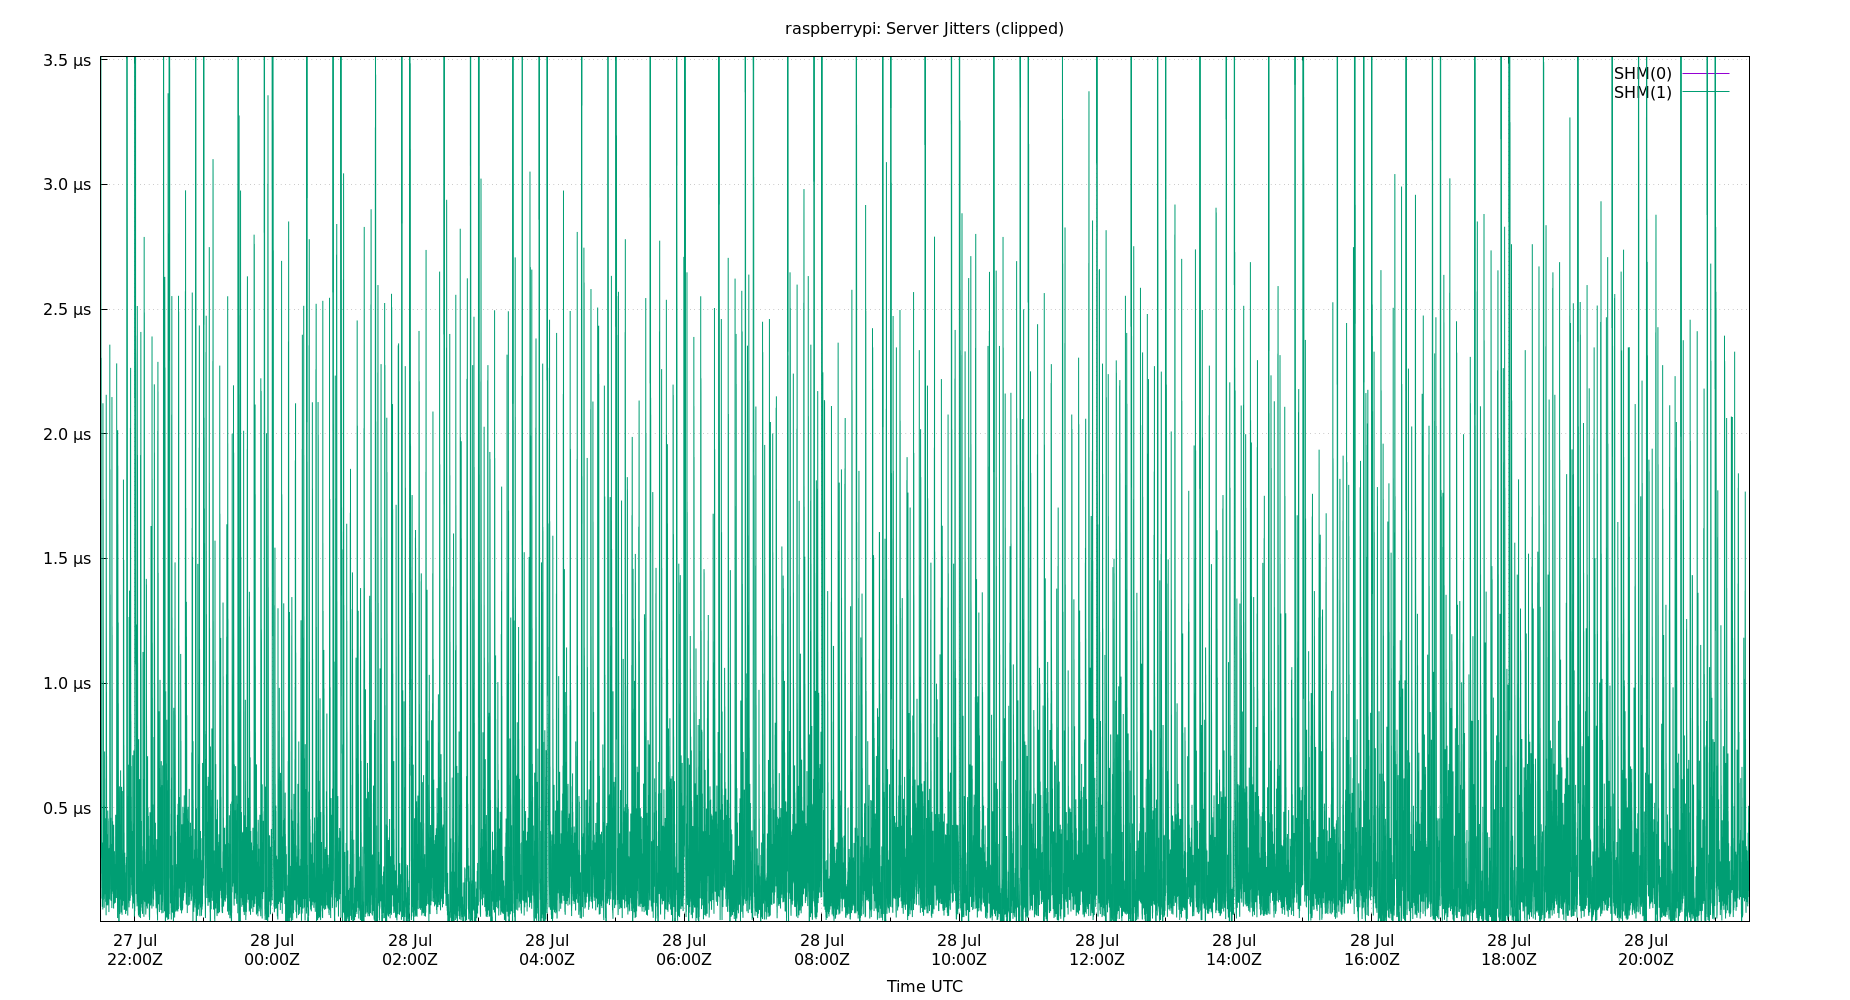 raspberrypi: Server Jitters (clipped)
3.5 µs
SHM(0)
SHM(1)
3.0 µs
2.5 µs
2.0 µs
1.5 µs
1.0 µs
0.5 µs
27 Jul 28 Jul 28 Jul 28 Jul 28 Jul 28 Jul 28 Jul 28 Jul 28 Jul 28 Jul 28 Jul 28 Jul
22:00Z 00:00Z 02:00Z 04:00Z 06:00Z 08:00Z 10:00Z 12:00Z 14:00Z 16:00Z 18:00Z 20:00Z
Time UTC